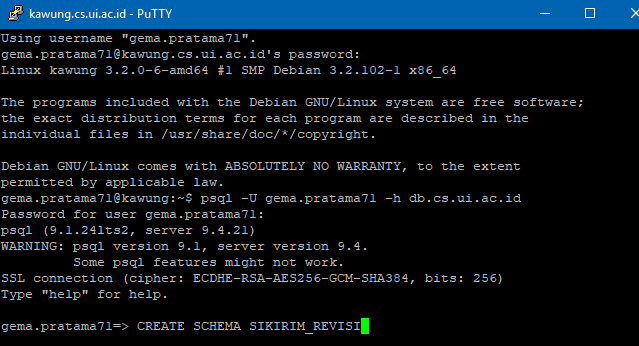 kawung.cs.ui.ac.id - PuTTY
Using username "gema.pratama71".
gema.pratama71@kawung.cs.ui.ac.id's password:
Linux kawung 3.2.0-6-amd64 #1 SMP Debian 3.2.102-1 x86_64
The programs included with the Debian GNU/Linux system are free software;
the exact distribution terms for each program are described in the
individual files in /usr/share/doc/*/copyright.
Debian GNU/Linux comes with ABSOLUTELY NO WARRANTY, to the extent
permitted by applicable law.
gema.pratama71@kawung:~$ psql -U gema.pratama71 -h db.cs.ui.ac.id
Password for user gema.pratama71:
psql (9.1.24lts2, server 9.4.21)
WARNING: psql version 9.1, server version 9.4.
Some psql features might not work.
SSL connection (cipher: ECDHE-RSA-AES256-GCM-SHA384, bits: 256)
Type "help" for help.
gema.pratama71=> CREATE SCHEMA SIKIRIM_REVISI